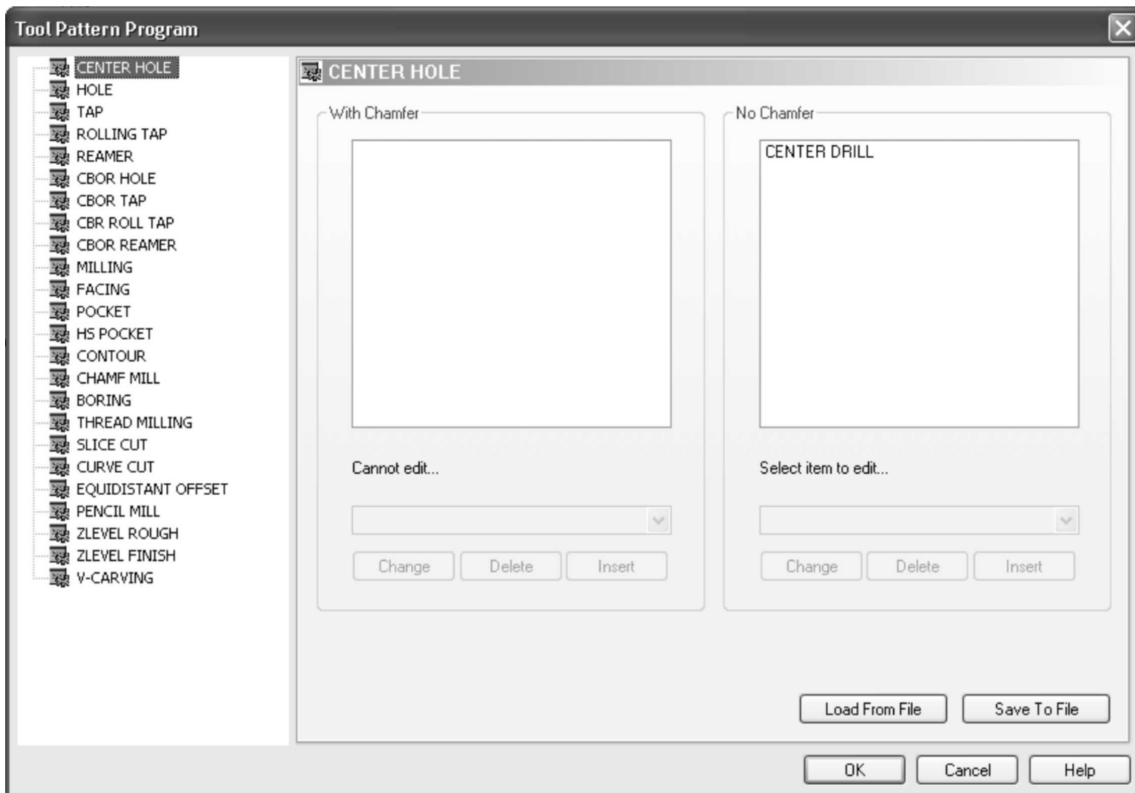 Tool Pattern Program
CENTER HOLE
HOLE
TAP
ROLLING TAP
REAMER
CBOR HOLE
CBOR TAP
CBR ROLL TAP
CBOR REAMER
MILLING
FACING
POCKET
HS POCKET
CONTOUR
CHAMF MILL
BORING
THREAD MILLING
SLICE CUT
CURVE CUT
EQUIDISTANT OFFSET
PENCIL MILL
ZLEVEL ROUGH
ZLEVEL FINISH
V-CARVING
CENTER HOLE
With Chamfer
Cannot edit...
Change Delete Insert
No Chamfer
CENTER DRILL
Select item to edit...
Change Delete Insert
Load From File Save To File
OK Cancel Help